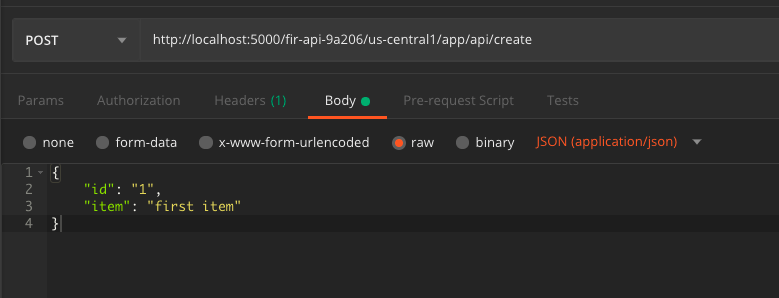 POST http://localhost:5000/fir-api-9a206/us-central1/app/api/create
Params Authorization Headers (1) Body Pre-request Script Tests
none form-data x-www-form-urlencoded raw binary JSON (application/json)
1 {
2 "id": "1",
3 "item": "first item"
4 }